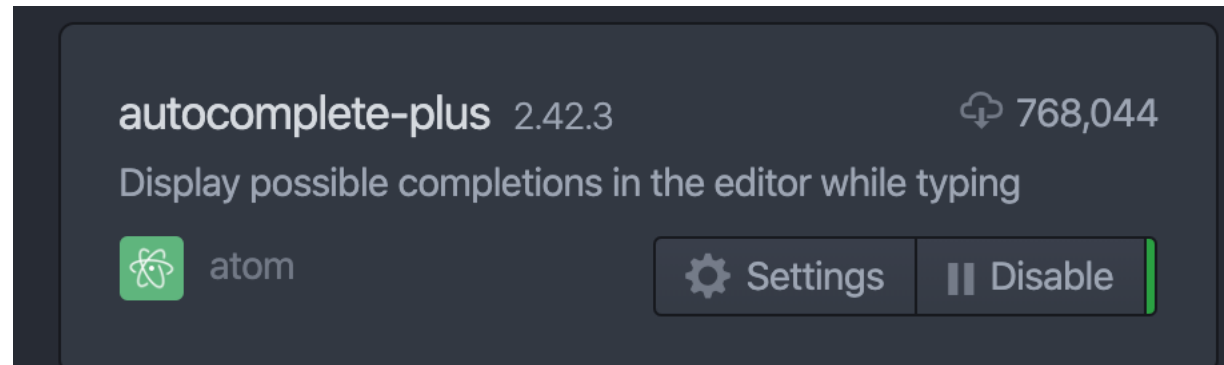 autocomplete-plus 2.42.3 768,044
Display possible completions in the editor while typing
atom Settings Disable